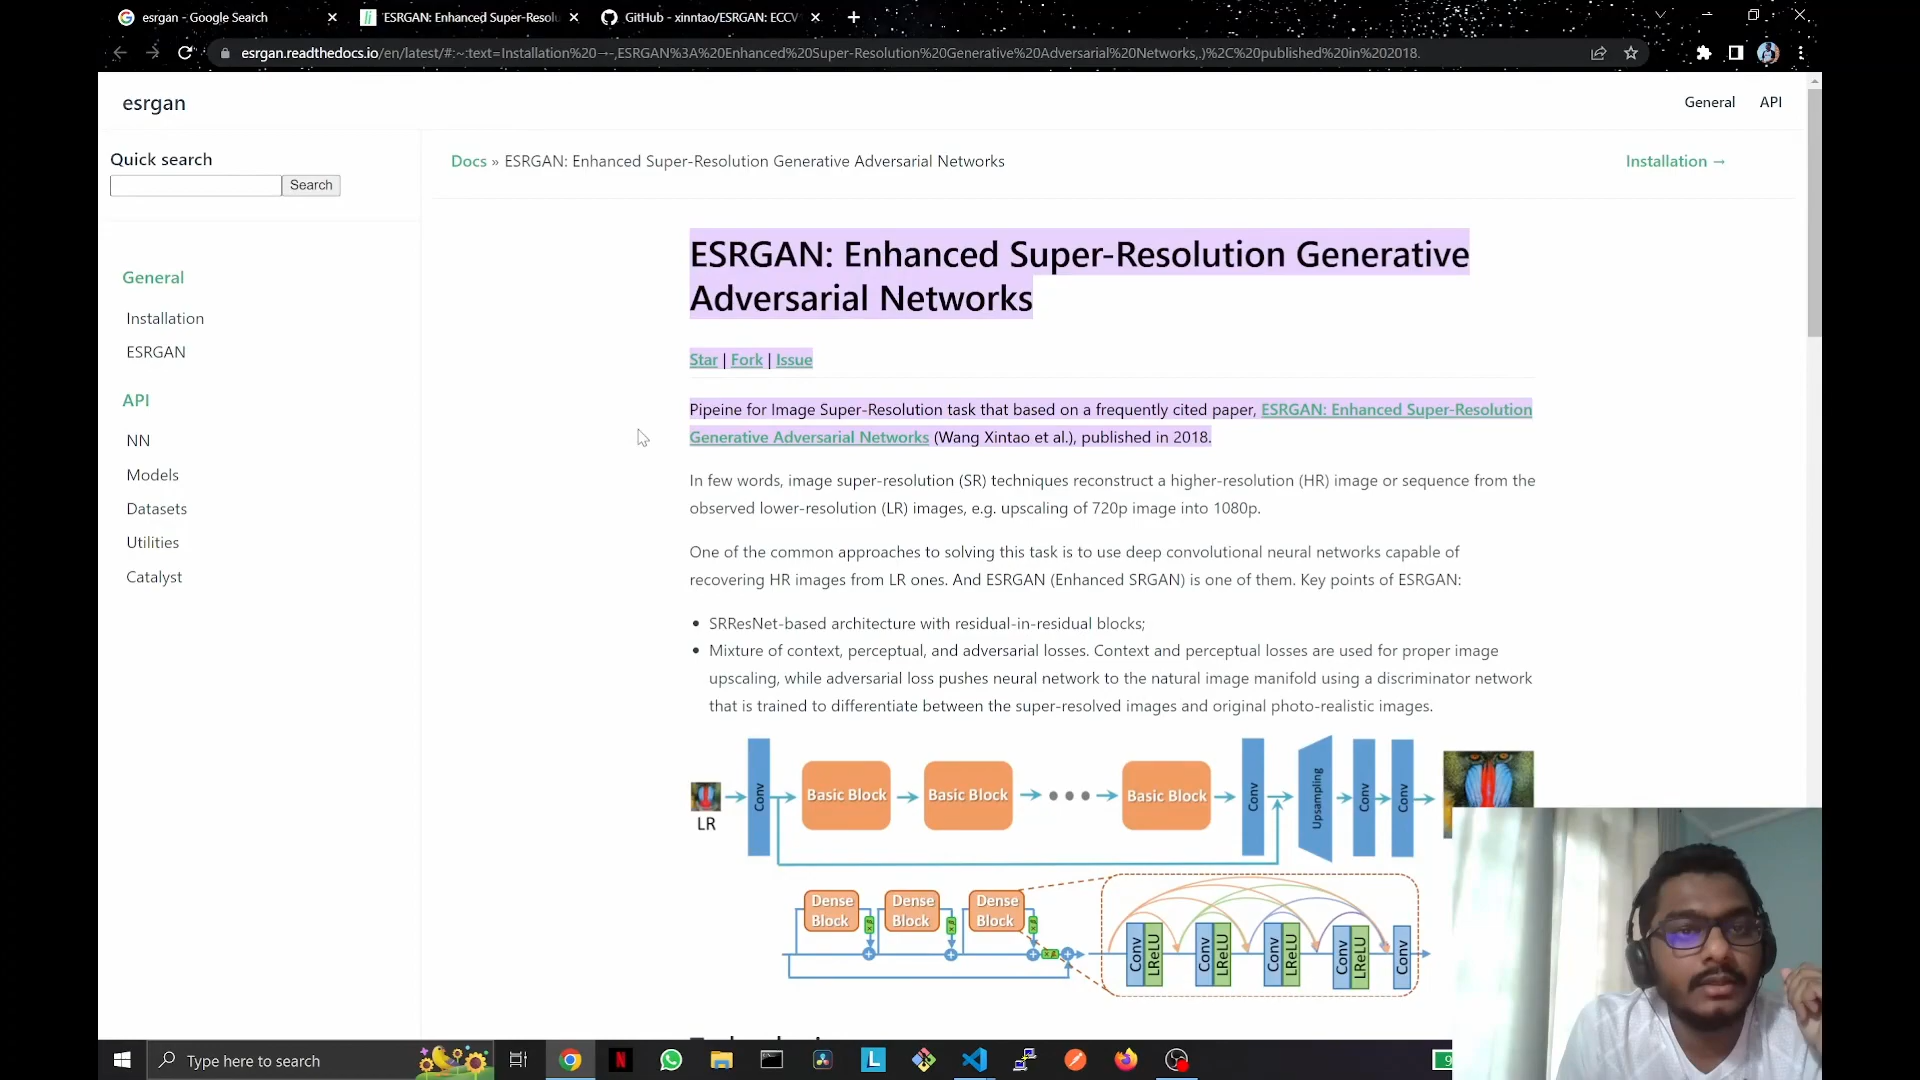 esrgan - Google Search
ESRGAN: Enhanced Super-Resolu
GitHub - xinntao/ESRGAN: ECCV
esrgan.readthedocs.io/en/latest/#:~:text=Installation%20→-,ESRGAN%3A%20Enhanced%20Super-Resolution%20Generative%20Adversarial%20Networks,.)%2C%20published%20in%202018.
esrgan
General
API
Quick search
Search
Docs » ESRGAN: Enhanced Super-Resolution Generative Adversarial Networks
Installation →
General
Installation
ESRGAN
API
NN
Models
Datasets
Utilities
Catalyst
ESRGAN: Enhanced Super-Resolution Generative
Adversarial Networks
Star | Fork | Issue
Pipeine for Image Super-Resolution task that based on a frequently cited paper, ESRGAN: Enhanced Super-Resolution
Generative Adversarial Networks (Wang Xintao et al.), published in 2018.
In few words, image super-resolution (SR) techniques reconstruct a higher-resolution (HR) image or sequence from the
observed lower-resolution (LR) images, e.g. upscaling of 720p image into 1080p.
One of the common approaches to solving this task is to use deep convolutional neural networks capable of
recovering HR images from LR ones. And ESRGAN (Enhanced SRGAN) is one of them. Key points of ESRGAN:
• SRResNet-based architecture with residual-in-residual blocks;
• Mixture of context, perceptual, and adversarial losses. Context and perceptual losses are used for proper image
upscaling, while adversarial loss pushes neural network to the natural image manifold using a discriminator network
that is trained to differentiate between the super-resolved images and original photo-realistic images.
LR
Conv
Basic Block
Basic Block
Basic Block
Conv
Upsampling
Conv
Conv
Dense
Block
Dense
Block
Dense
Block
Conv
LReLU
Conv
LReLU
Conv
LReLU
Conv
LReLU
Conv
Type here to search